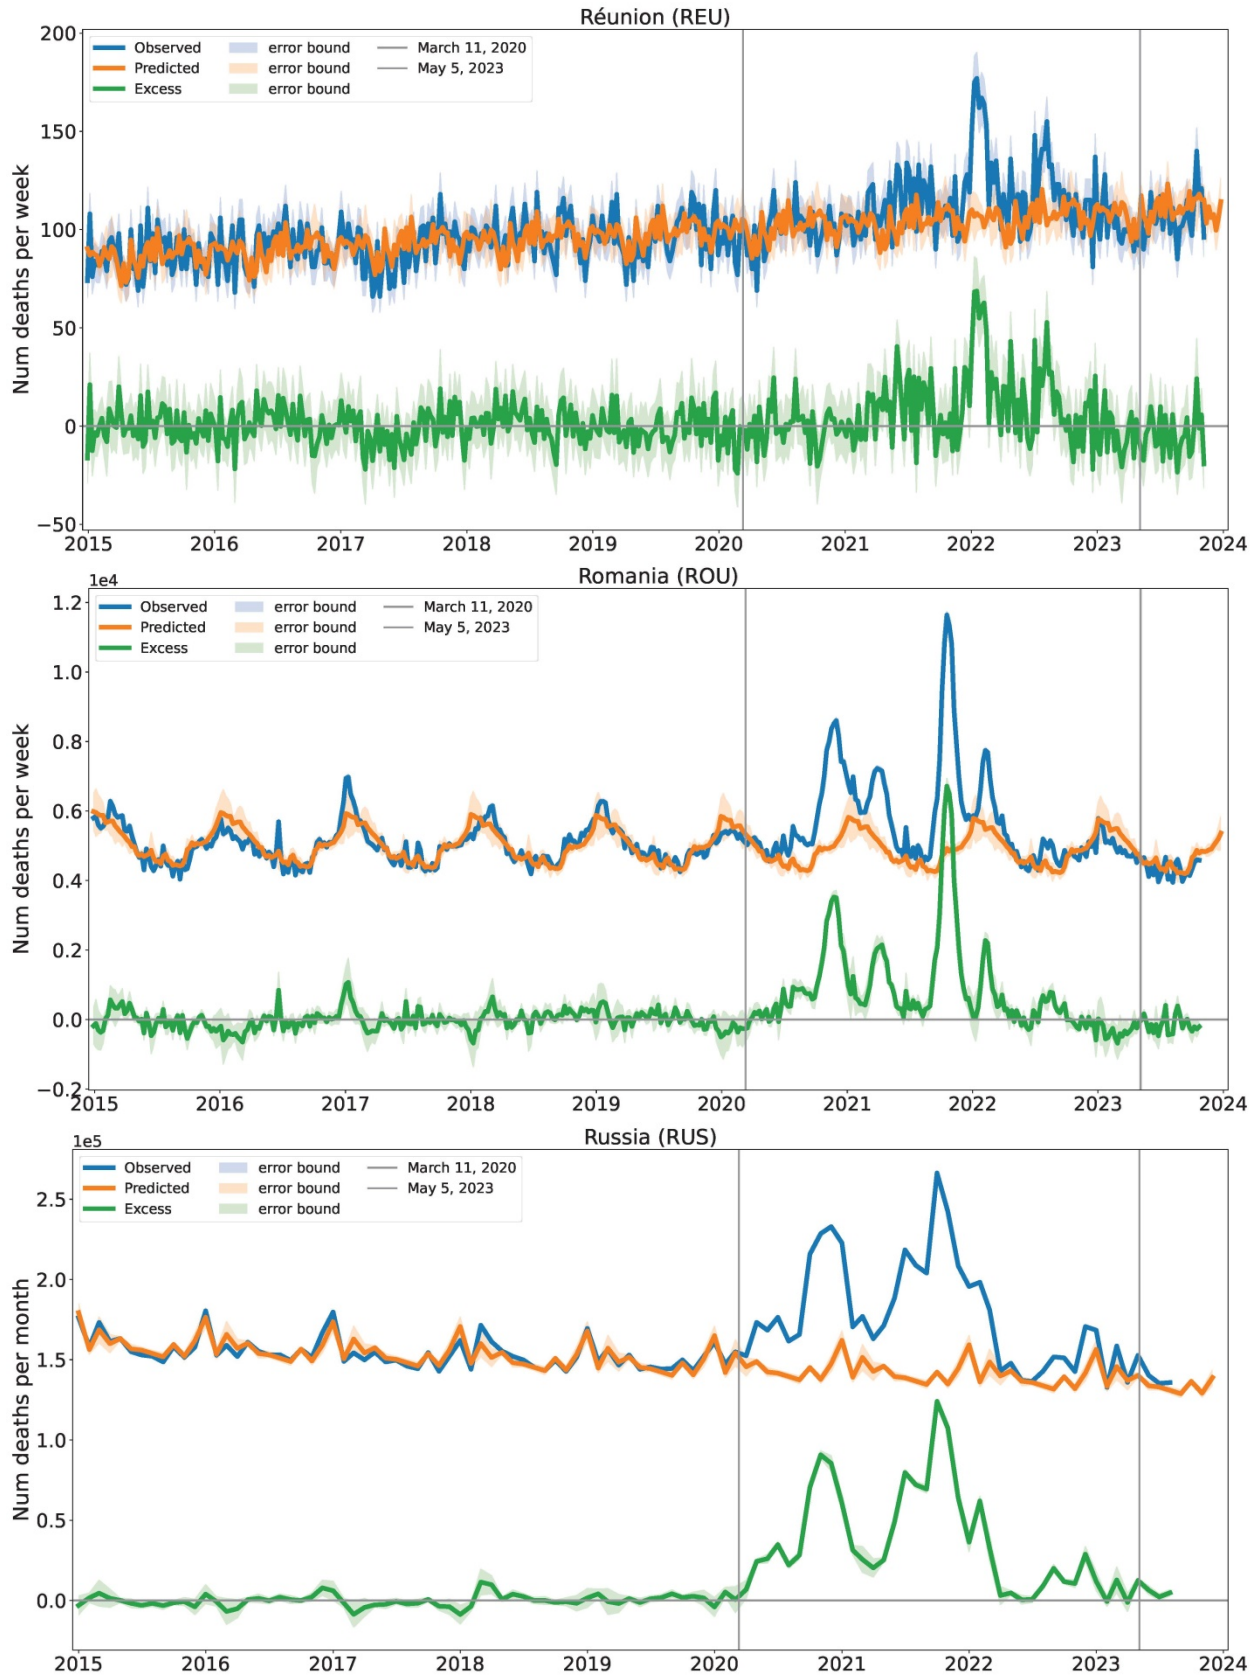 Réunion (REU)
Observed error bound March 11, 2020
Predicted error bound May 5, 2023
Excess error bound
Num deaths per week
200
150
100
50
0
−50
2015 2016 2017 2018 2019 2020 2021 2022 2023 2024
Romania (ROU)
1e4
Observed error bound March 11, 2020
Predicted error bound May 5, 2023
Excess error bound
Num deaths per week
1.2
1.0
0.8
0.6
0.4
0.2
0.0
−0.2
2015 2016 2017 2018 2019 2020 2021 2022 2023 2024
Russia (RUS)
1e5
Observed error bound March 11, 2020
Predicted error bound May 5, 2023
Excess error bound
Num deaths per month
2.5
2.0
1.5
1.0
0.5
0.0
2015 2016 2017 2018 2019 2020 2021 2022 2023 2024